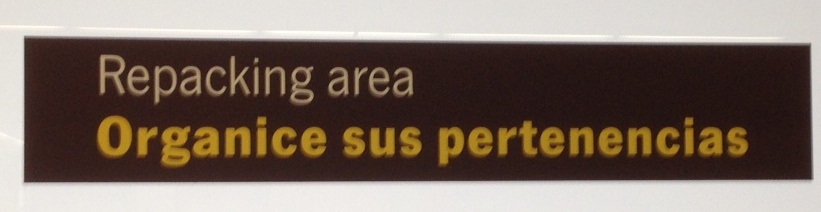 Repacking area
Organice sus pertenencias